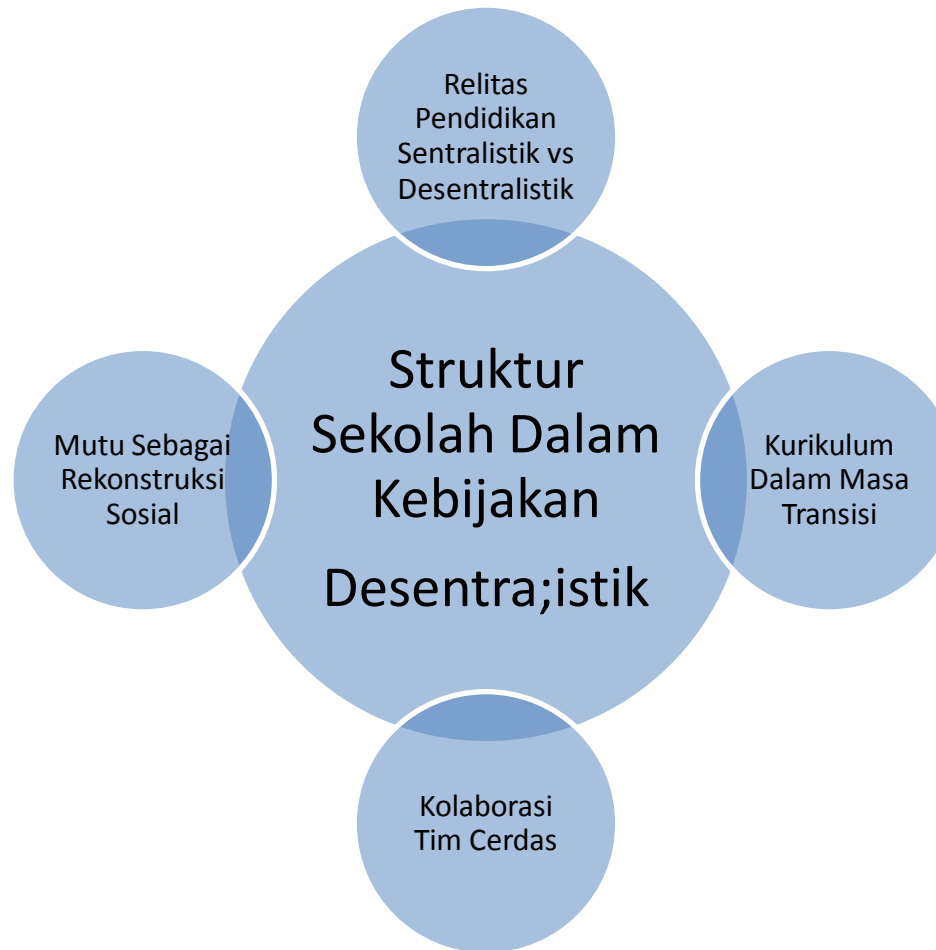 Relitas
Pendidikan
Sentralistik vs
Desentralistik
Struktur
Sekolah Dalam
Kebijakan
Desentra;istik
Mutu Sebagai
Rekonstruksi
Sosial
Kurikulum
Dalam Masa
Transisi
Kolaborasi
Tim Cerdas